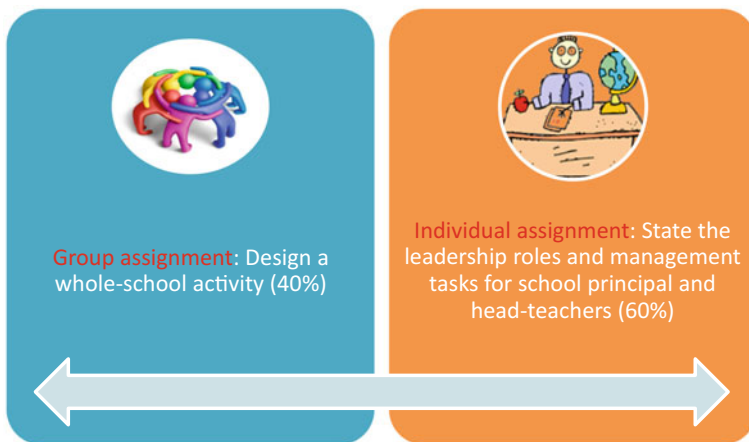 Group assignment: Design a
whole-school activity (40%)
Individual assignment: State the
leadership roles and management
tasks for school principal and
head-teachers (60%)